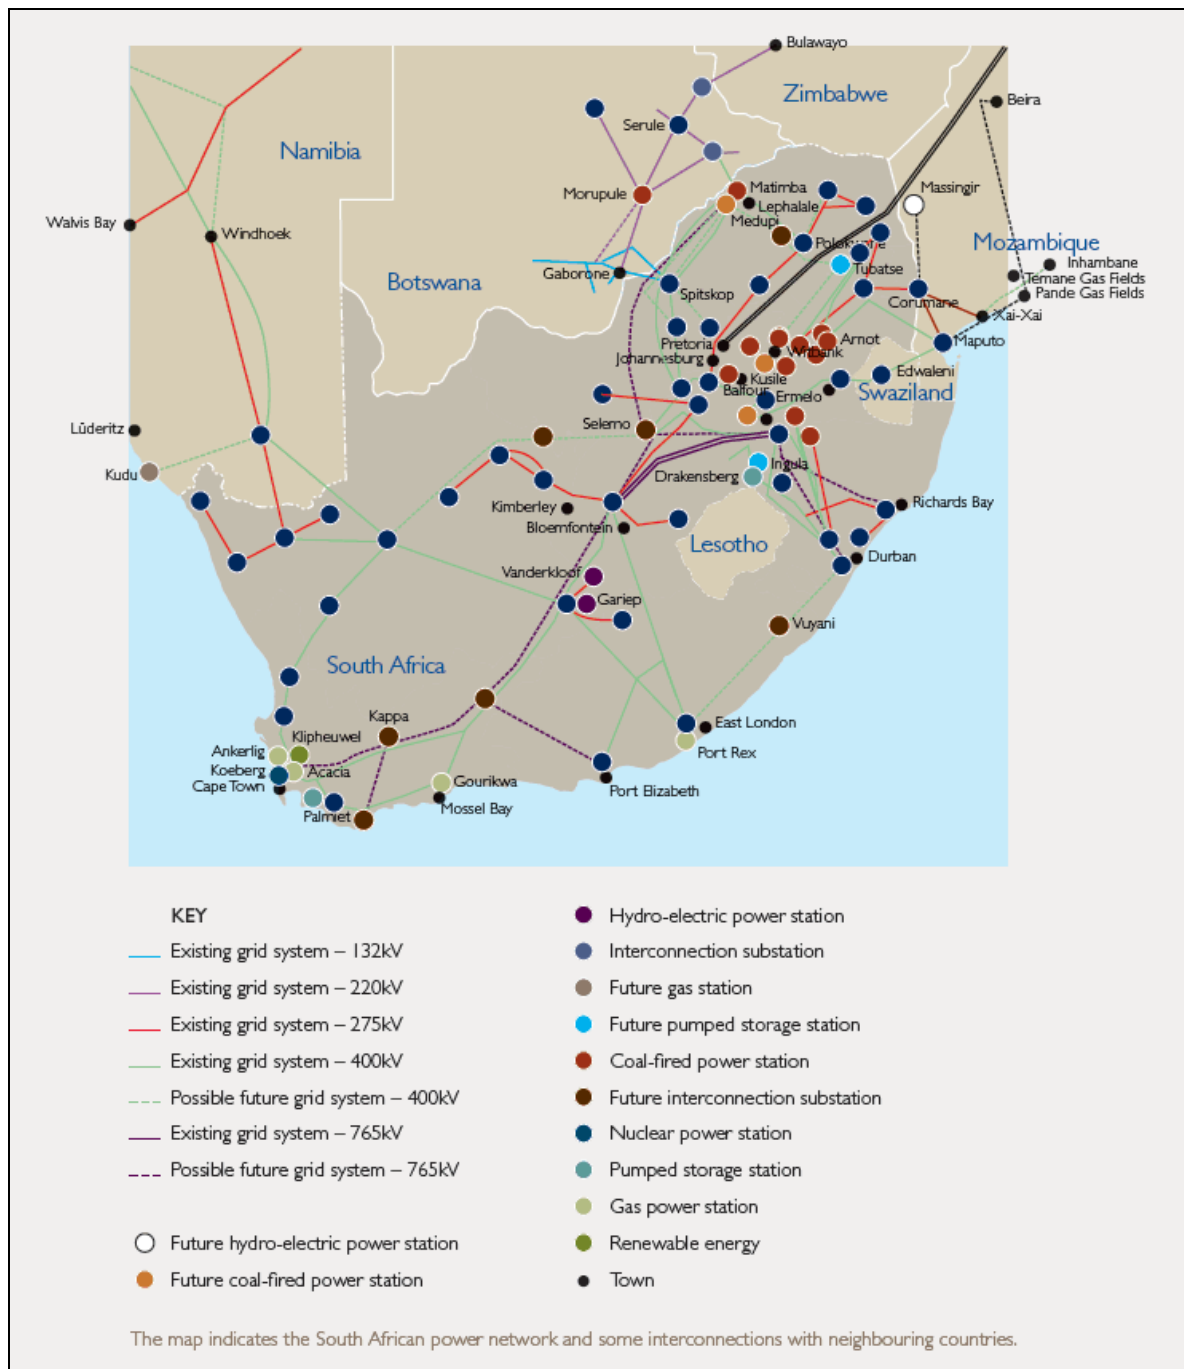 Bulawayo
Zimbabwe
Beira
Serule
Namibia
Morupule
Matimba
Lephalale
Medupi
Massingir
Walvis Bay
Windhoek
Polokwane
Mozambique
Inhambane
Temane Gas Fields
Pande Gas Fields
Botswana
Gaborone
Tubatse
Spitskop
Corumane
Xai-Xai
Pretoria
Johannesburg
Witbank
Arnot
Maputo
Kusile
Balfour
Ermelo
Edwaleni
Swaziland
Lüderitz
Selemo
Kudu
Drakensberg
Ingula
Kimberley
Bloemfontein
Richards Bay
Lesotho
Durban
Vanderkloof
Gariep
Vuyani
South Africa
Kappa
East London
Port Rex
Ankerlig
Klipheuwel
Koeberg
Acacia
Cape Town
Gourikwa
Port Elizabeth
Palmiet
Mossel Bay
KEY
Existing grid system – 132kV
Existing grid system – 220kV
Existing grid system – 275kV
Existing grid system – 400kV
Possible future grid system – 400kV
Existing grid system – 765kV
Possible future grid system – 765kV
Future hydro-electric power station
Future coal-fired power station
Hydro-electric power station
Interconnection substation
Future gas station
Future pumped storage station
Coal-fired power station
Future interconnection substation
Nuclear power station
Pumped storage station
Gas power station
Renewable energy
Town
The map indicates the South African power network and some interconnections with neighbouring countries.